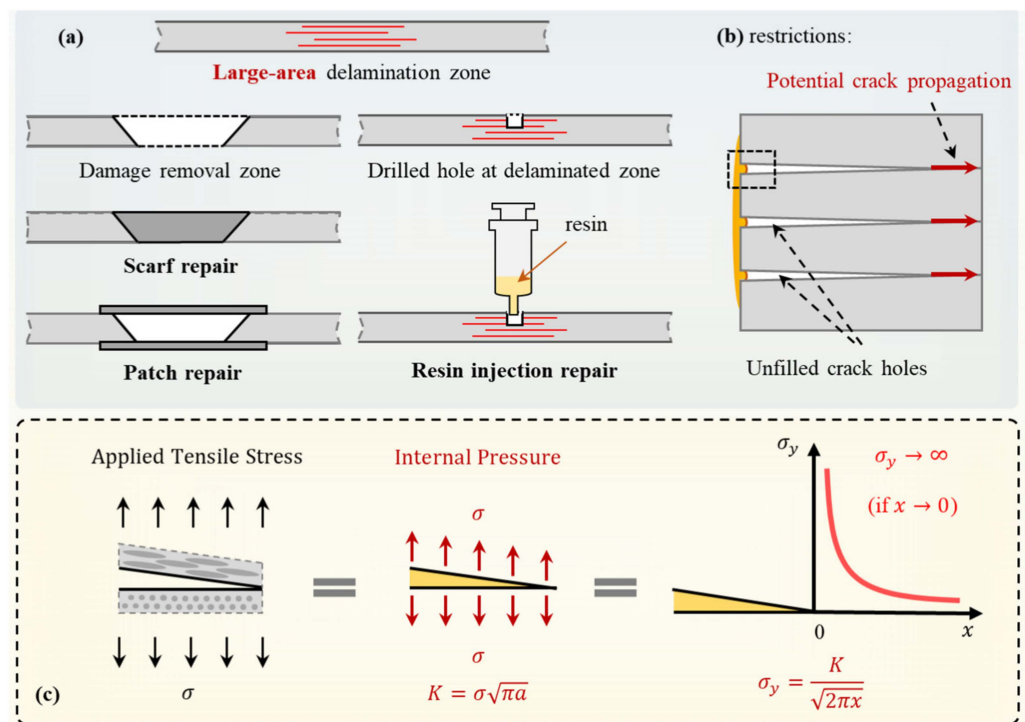 (a)
Large-area delamination zone
Damage removal zone
Scarf repair
Patch repair
Drilled hole at delaminated zone
resin
Resin injection repair
(b) restrictions:
Potential crack propagation
Unfilled crack holes
Applied Tensile Stress
σ
Internal Pressure
σ
σ
K = σ√πa
σy
σy → ∞
(if x → 0)
0
x
σy = K/√2πx
(c)